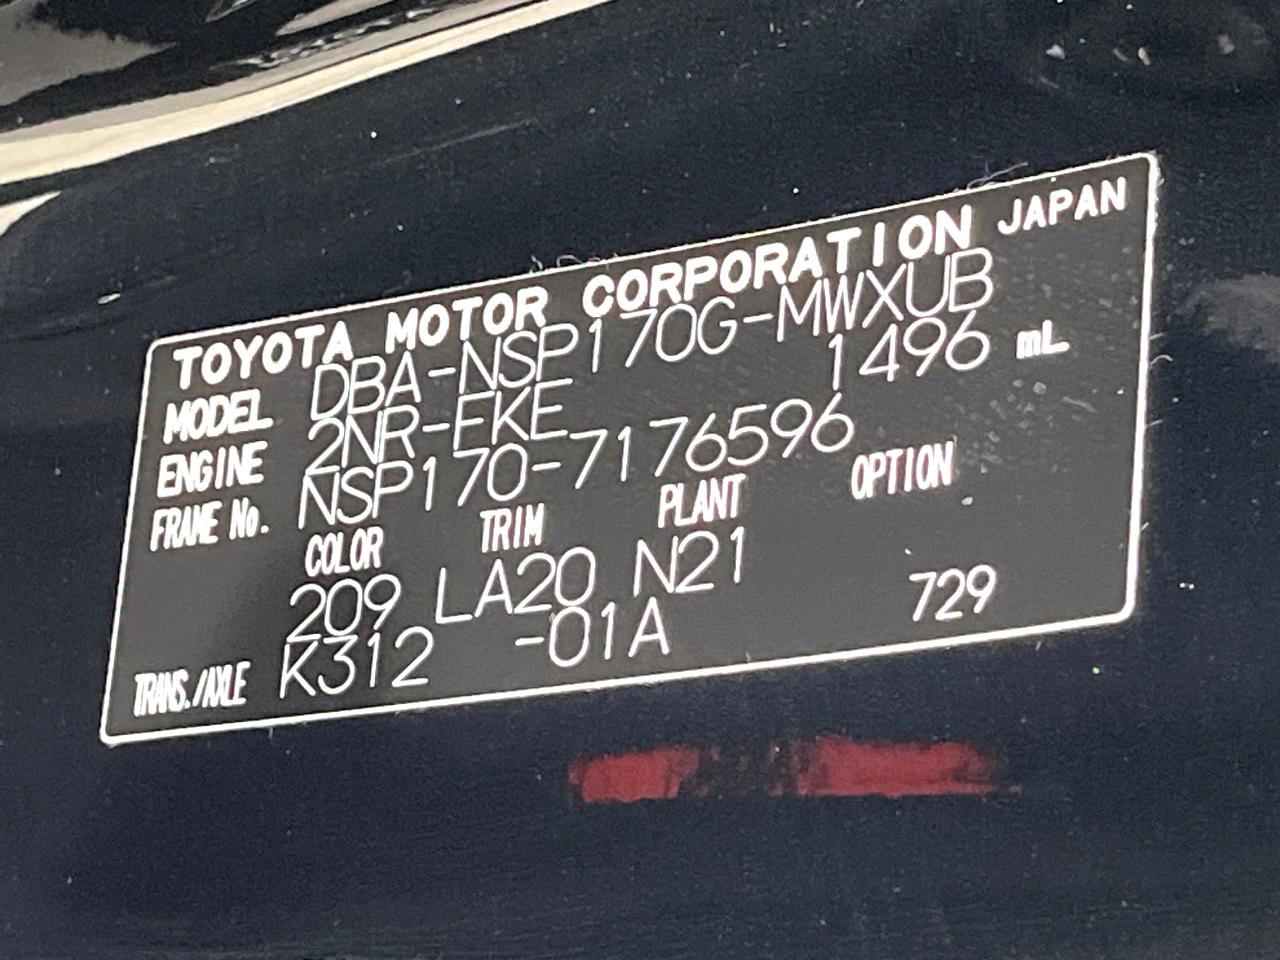 TOYOTA MOTOR CORPORATION JAPAN
MODEL DBA-NSP170G-MWXUB
ENGINE 2NR-FKE 1496 mL
FRAME No. NSP170-7176596
COLOR TRIM PLANT OPTION
209 LA20 N21
TRANS./AXLE K312 -01A 729